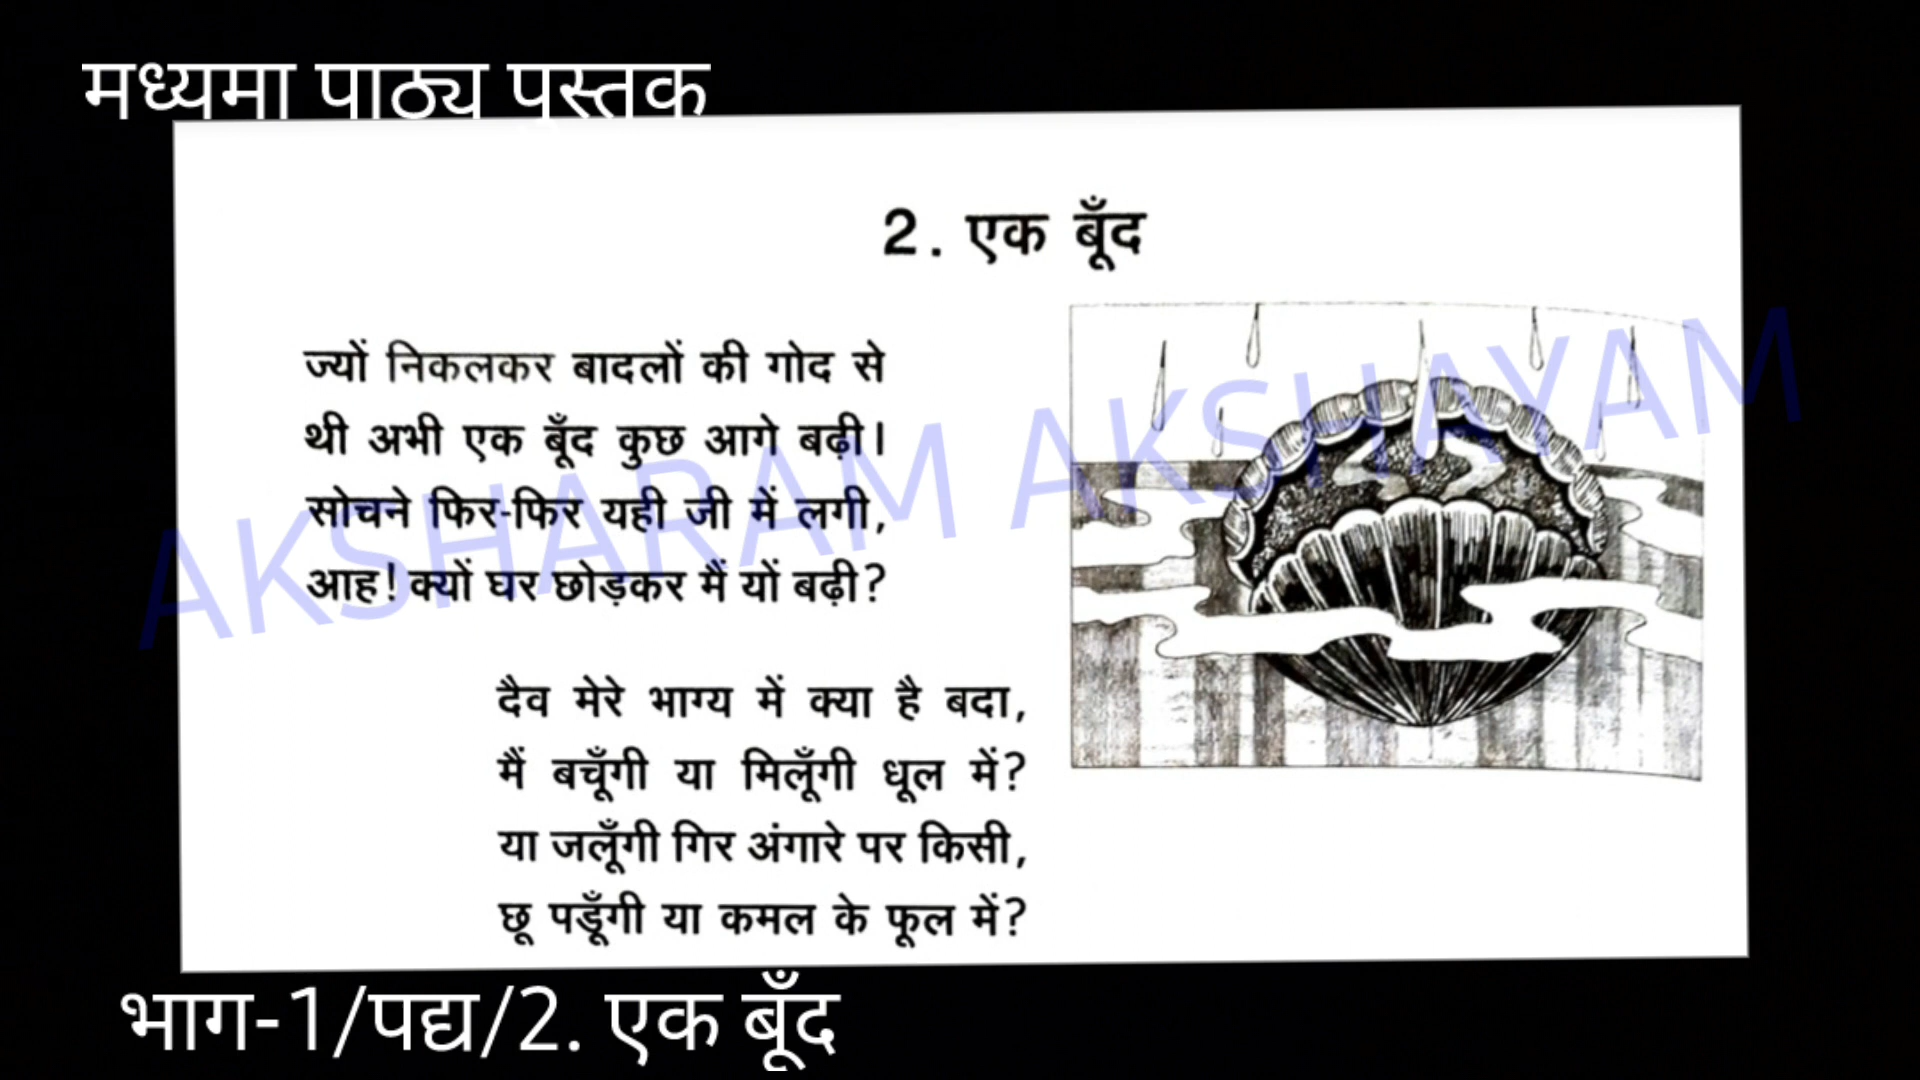 मध्यमा पाठ्य पुस्तक
2. एक बूँद
ज्यों निकलकर बादलों की गोद से
थी अभी एक बूँद कुछ आगे बढ़ी।
सोचने फिर-फिर यही जी में लगी,
आह! क्यों घर छोड़कर मैं यों बढ़ी?
दैव मेरे भाग्य में क्या है बदा,
मैं बचूँगी या मिलूँगी धूल में?
या जलूँगी गिर अंगारे पर किसी,
छू पडूँगी या कमल के फूल में?
AKSHARAM AKSHAYAM
भाग-1/पद्य/2. एक बूँद